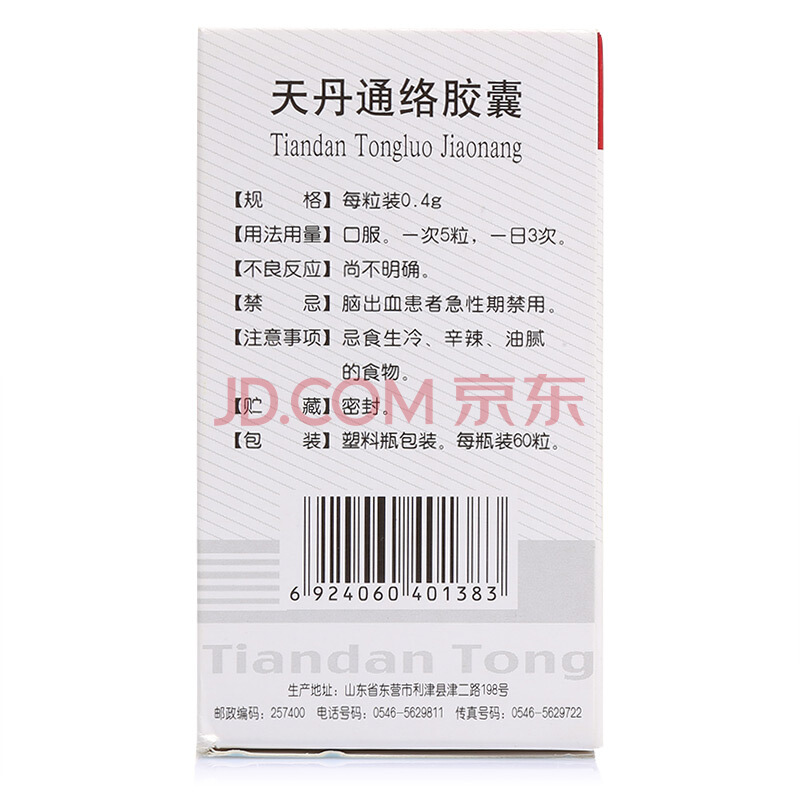 天丹通络胶囊
Tiandan Tongluo Jiaonang
【规　　格】每粒装0.4g
【用法用量】口服。一次5粒，一日3次。
【不良反应】尚不明确。
【禁　　忌】脑出血患者急性期禁用。
【注意事项】忌食生冷、辛辣、油腻
的食物。
JD.COM 京东
【贮　　藏】密封。
【包　　装】塑料瓶包装。每瓶装60粒。
6 924060 401383
Tiandan Tong
生产地址：山东省东营市利津县津二路198号
邮政编码：257400 电话号码：0546-5629811 传真号码：0546-5629722